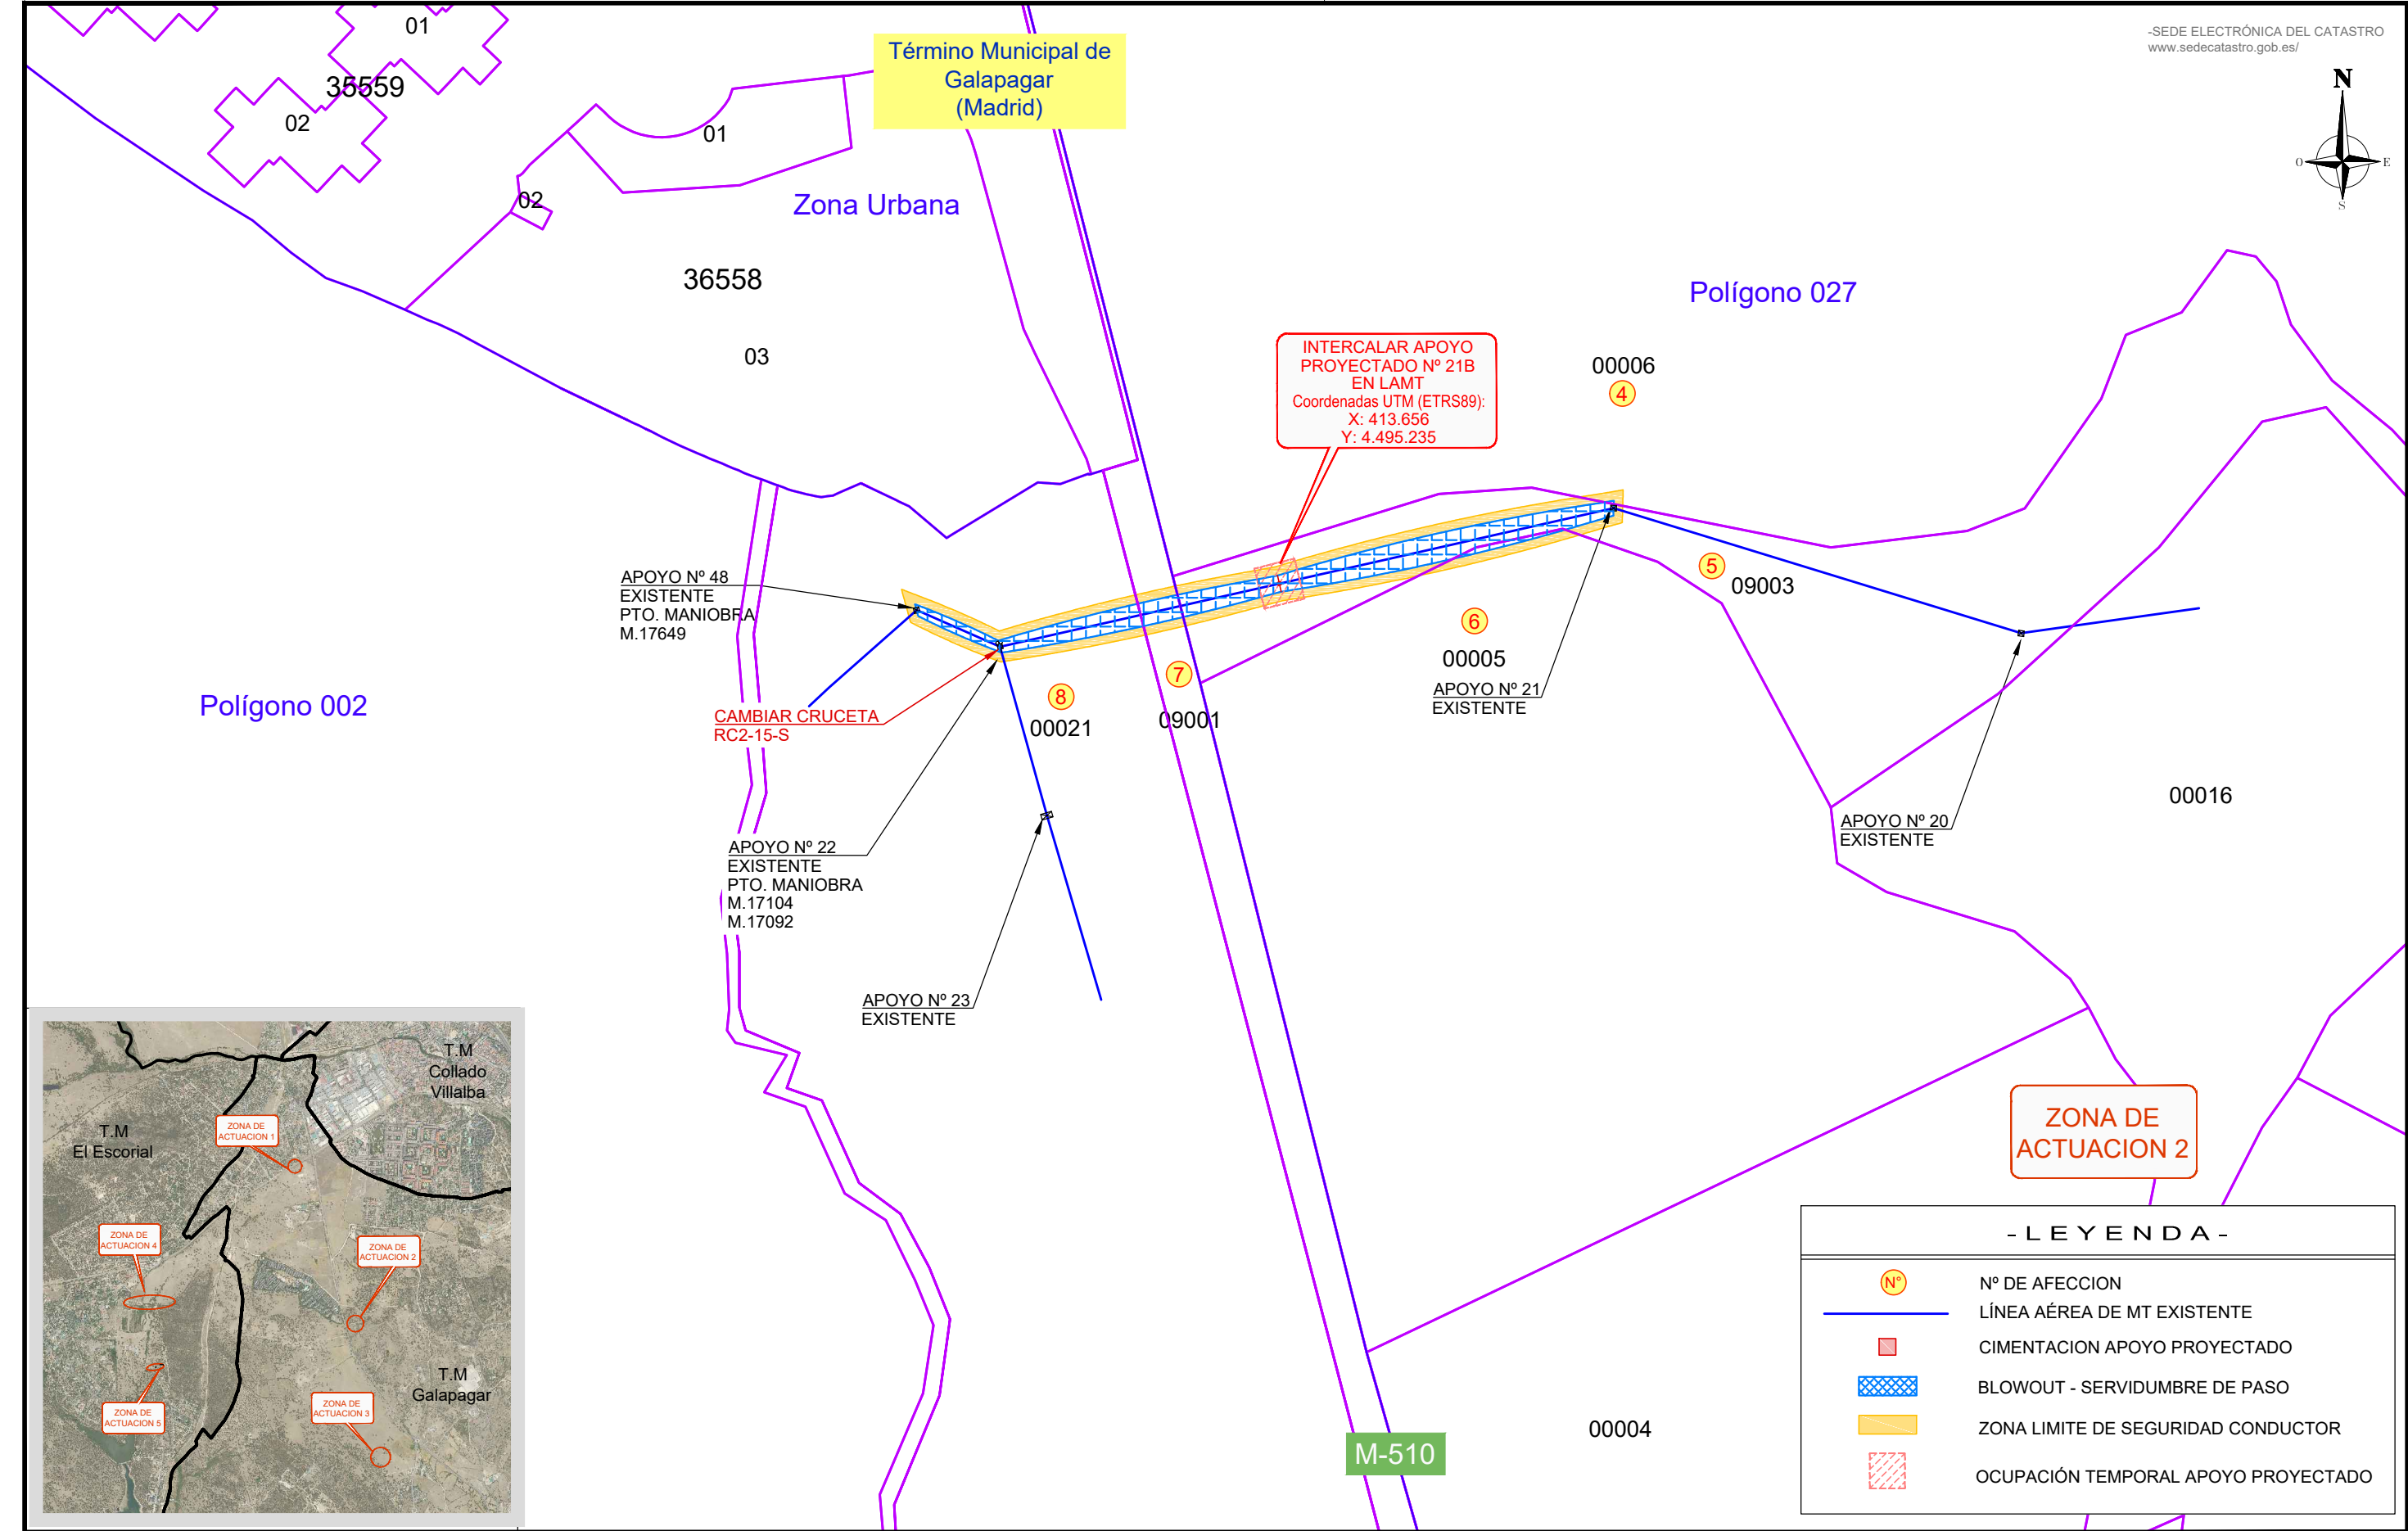 -SEDE ELECTRÓNICA DEL CATASTRO
www.sedecatastro.gob.es/
N
O
E
S
01
35559
02
01
02
Término Municipal de
Galapagar
(Madrid)
Zona Urbana
36558
03
Polígono 027
INTERCALAR APOYO
PROYECTADO Nº 21B
EN LAMT
Coordenadas UTM (ETRS89):
X: 413.656
Y: 4.495.235
00006
4
5
09003
6
00005
APOYO Nº 21
EXISTENTE
APOYO Nº 48
EXISTENTE
PTO. MANIOBRA
M.17649
7
09001
8
00021
Polígono 002
CAMBIAR CRUCETA
RC2-15-S
APOYO Nº 22
EXISTENTE
PTO. MANIOBRA
M.17104
M.17092
APOYO Nº 23
EXISTENTE
APOYO Nº 20
EXISTENTE
00016
00004
M-510
ZONA DE
ACTUACION 2
T.M
Collado
Villalba
T.M
El Escorial
ZONA DE
ACTUACION 1
ZONA DE
ACTUACION 4
ZONA DE
ACTUACION 2
T.M
Galapagar
ZONA DE
ACTUACION 5
ZONA DE
ACTUACION 3
-LEYENDA-
Nº
Nº DE AFECCION
LÍNEA AÉREA DE MT EXISTENTE
CIMENTACION APOYO PROYECTADO
BLOWOUT - SERVIDUMBRE DE PASO
ZONA LIMITE DE SEGURIDAD CONDUCTOR
OCUPACIÓN TEMPORAL APOYO PROYECTADO